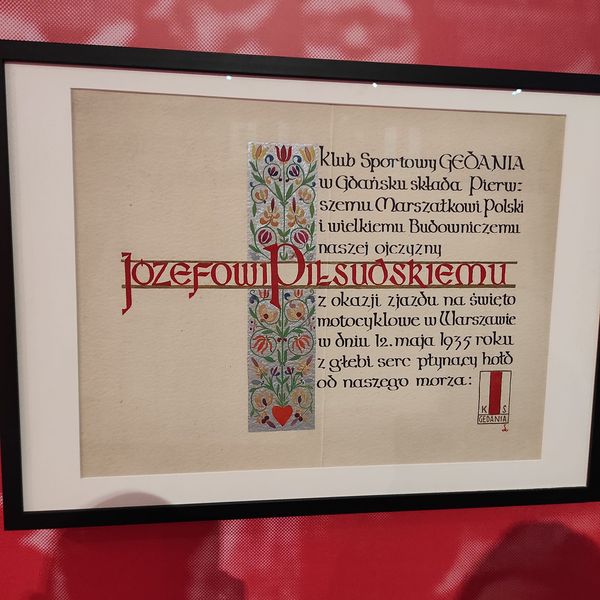 Klub Sportowy GEDANIA
w Gdańsku składa Pierw=
szemu Marszałkowi Polski
i wielkiemu Budowniczemu
naszej ojczyzny
JÓZEFOWI PIŁSUDSKIEMU
z okazji zjazdu na święto
motocyklowe w Warszawie
w dniu 12. maja 1935 roku
z głębi serc płynący hołd
od naszego morza:
K S
GEDANIA